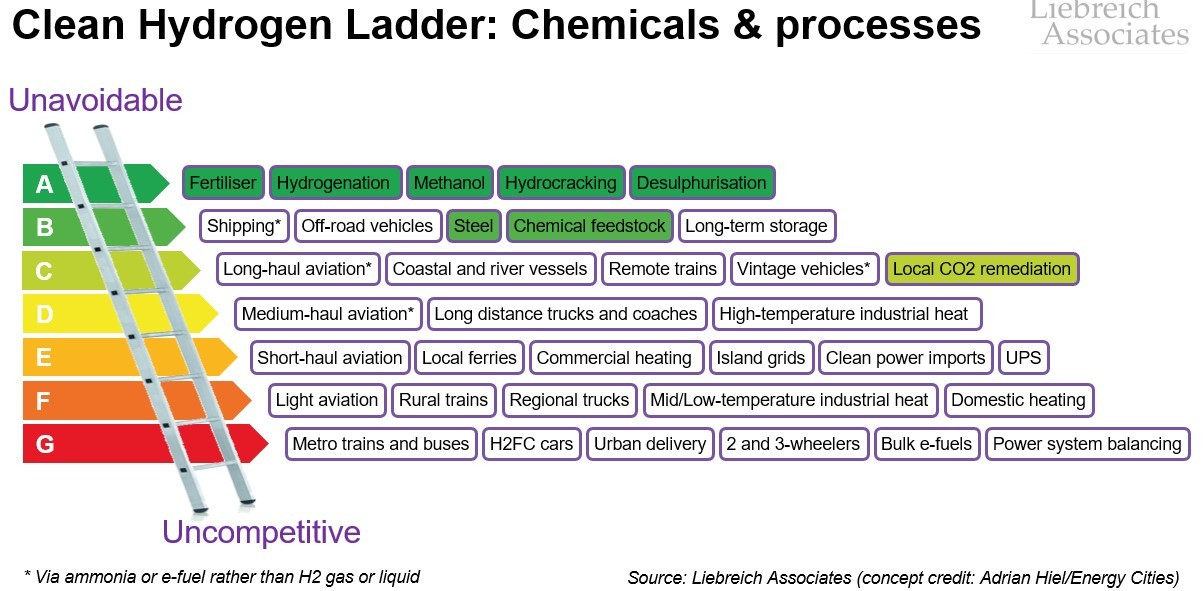 Clean Hydrogen Ladder: Chemicals & processes
Liebreich
Associates
Unavoidable
A Fertiliser Hydrogenation Methanol Hydrocracking Desulphurisation
B Shipping* Off-road vehicles Steel Chemical feedstock Long-term storage
C Long-haul aviation* Coastal and river vessels Remote trains Vintage vehicles* Local CO2 remediation
D Medium-haul aviation* Long distance trucks and coaches High-temperature industrial heat
E Short-haul aviation Local ferries Commercial heating Island grids Clean power imports UPS
F Light aviation Rural trains Regional trucks Mid/Low-temperature industrial heat Domestic heating
G Metro trains and buses H2FC cars Urban delivery 2 and 3-wheelers Bulk e-fuels Power system balancing
Uncompetitive
* Via ammonia or e-fuel rather than H2 gas or liquid
Source: Liebreich Associates (concept credit: Adrian Hiel/Energy Cities)